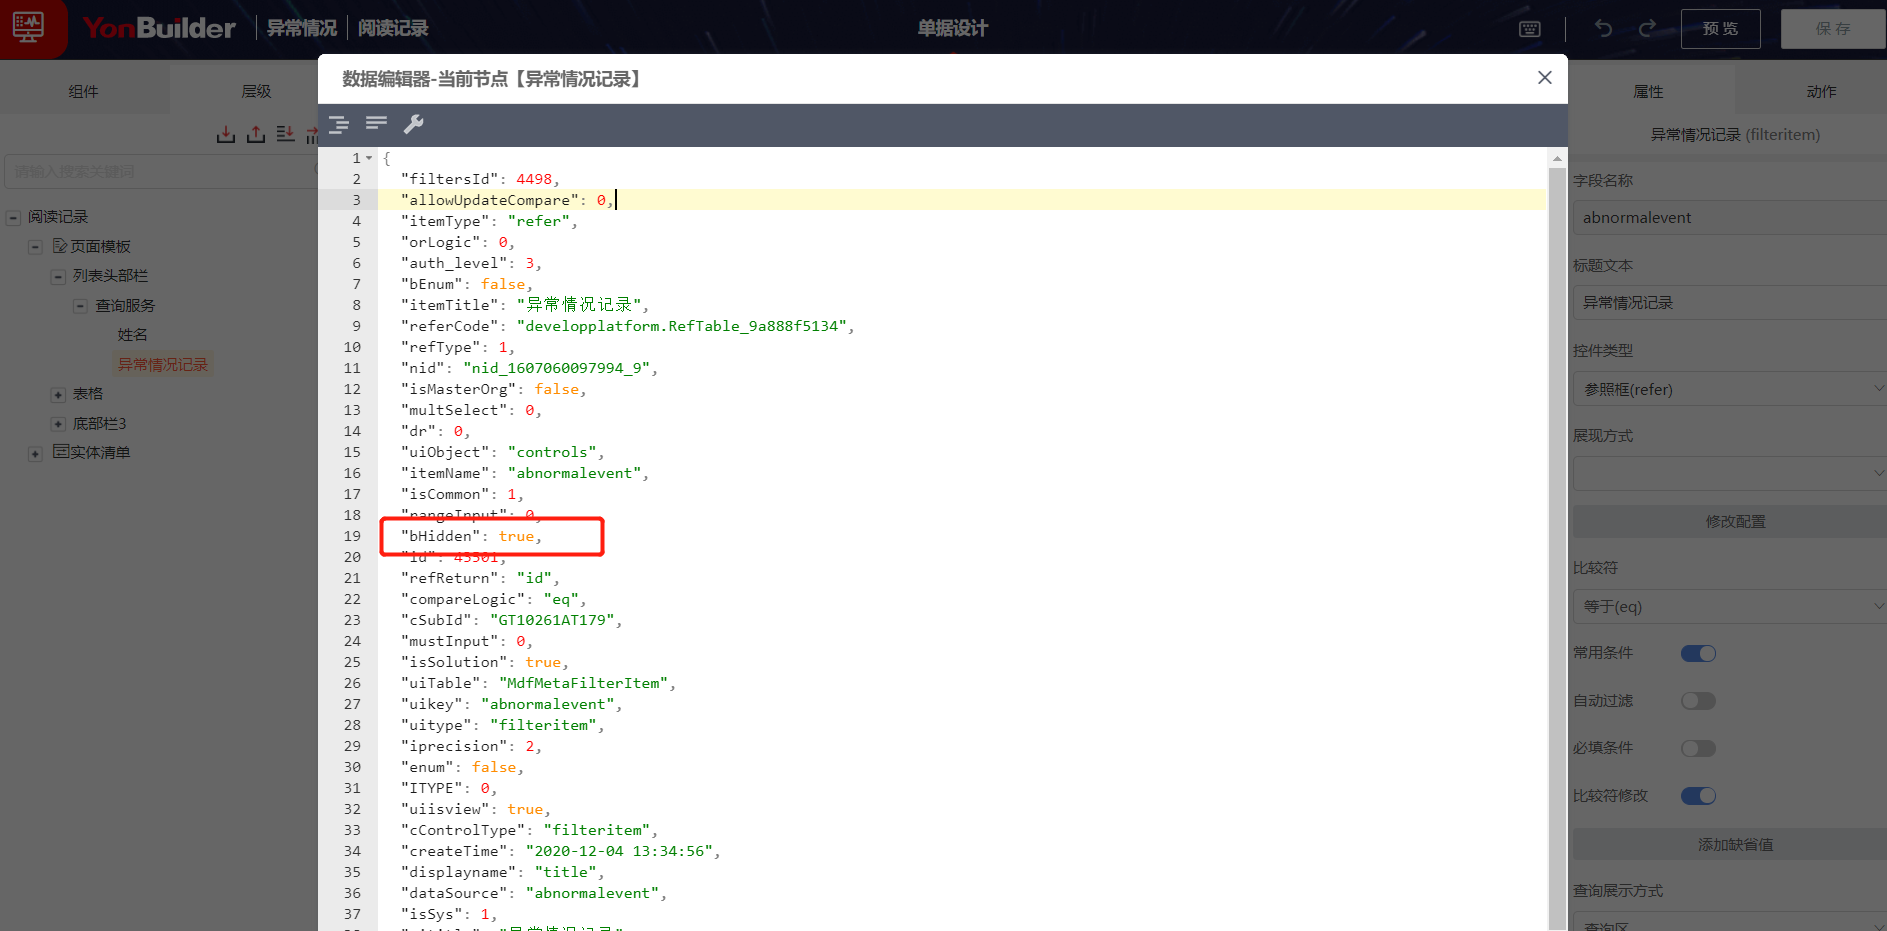 YonBuilder 异常情况 阅读记录
单据设计
预 览
保 存
组件
层级
请输入搜索关键词
阅读记录
页面模板
列表头部栏
查询服务
姓名
异常情况记录
表格
底部栏3
实体清单
数据编辑器-当前节点【异常情况记录】
1 {
2 "filtersId": 4498,
3 "allowUpdateCompare": 0,
4 "itemType": "refer",
5 "orLogic": 0,
6 "auth_level": 3,
7 "bEnum": false,
8 "itemTitle": "异常情况记录",
9 "referCode": "developplatform.RefTable_9a888f5134",
10 "refType": 1,
11 "nid": "nid_1607060097994_9",
12 "isMasterOrg": false,
13 "multSelect": 0,
14 "dr": 0,
15 "uiObject": "controls",
16 "itemName": "abnormalevent",
17 "isCommon": 1,
18 "rangeInput": 0,
19 "bHidden": true,
20 "id": 45501,
21 "refReturn": "id",
22 "compareLogic": "eq",
23 "cSubId": "GT10261AT179",
24 "mustInput": 0,
25 "isSolution": true,
26 "uiTable": "MdfMetaFilterItem",
27 "uikey": "abnormalevent",
28 "uitype": "filteritem",
29 "iprecision": 2,
30 "enum": false,
31 "ITYPE": 0,
32 "uiisview": true,
33 "cControlType": "filteritem",
34 "createTime": "2020-12-04 13:34:56",
35 "displayname": "title",
36 "dataSource": "abnormalevent",
37 "isSys": 1,
属性
动作
异常情况记录 (filteritem)
字段名称
abnormalevent
标题文本
异常情况记录
控件类型
参照框(refer)
展现方式
修改配置
比较符
等于(eq)
常用条件
自动过滤
必填条件
比较符修改
添加缺省值
查询展示方式
查询区